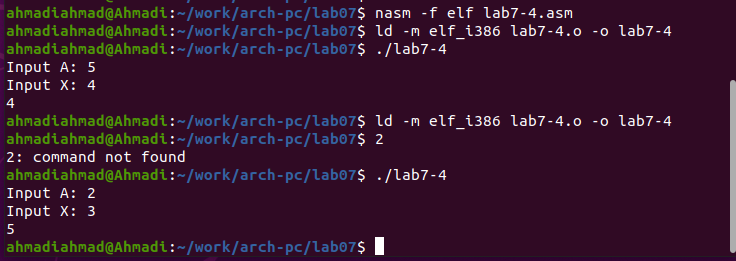 ahmadiahmad@Ahmadi:~/work/arch-pc/lab07$ nasm -f elf lab7-4.asm
ahmadiahmad@Ahmadi:~/work/arch-pc/lab07$ ld -m elf_i386 lab7-4.o -o lab7-4
ahmadiahmad@Ahmadi:~/work/arch-pc/lab07$ ./lab7-4
Input A: 5
Input X: 4
4
ahmadiahmad@Ahmadi:~/work/arch-pc/lab07$ ld -m elf_i386 lab7-4.o -o lab7-4
ahmadiahmad@Ahmadi:~/work/arch-pc/lab07$ 2
2: command not found
ahmadiahmad@Ahmadi:~/work/arch-pc/lab07$ ./lab7-4
Input A: 2
Input X: 3
5
ahmadiahmad@Ahmadi:~/work/arch-pc/lab07$